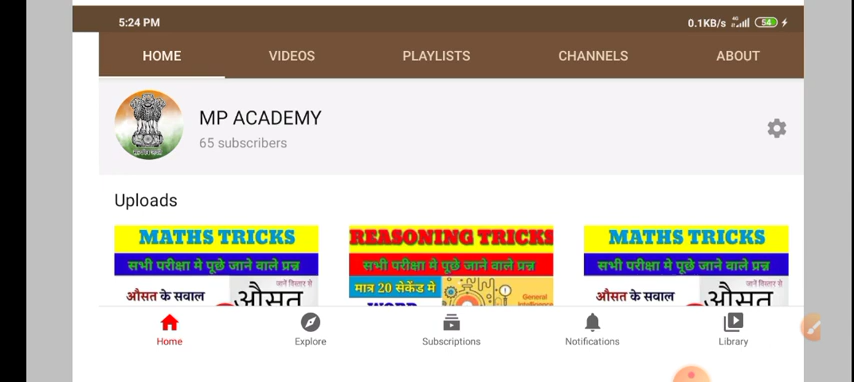 5:24 PM 0.1KB/s 4G 54
HOME VIDEOS PLAYLISTS CHANNELS ABOUT
MP ACADEMY
65 subscribers
Uploads
MATHS TRICKS
सभी परीक्षा मे पूछे जाने वाले प्रश्न
औसत के सवाल
जानें विस्तार से
औसत
REASONING TRICKS
सभी परीक्षा मे पूछे जाने वाले प्रश्न
मात्र 20 सेकेंड मे
WORD
General
Intelligence
MATHS TRICKS
सभी परीक्षा मे पूछे जाने वाले प्रश्न
औसत के सवाल
जानें विस्तार से
औसत
Home Explore Subscriptions Notifications Library